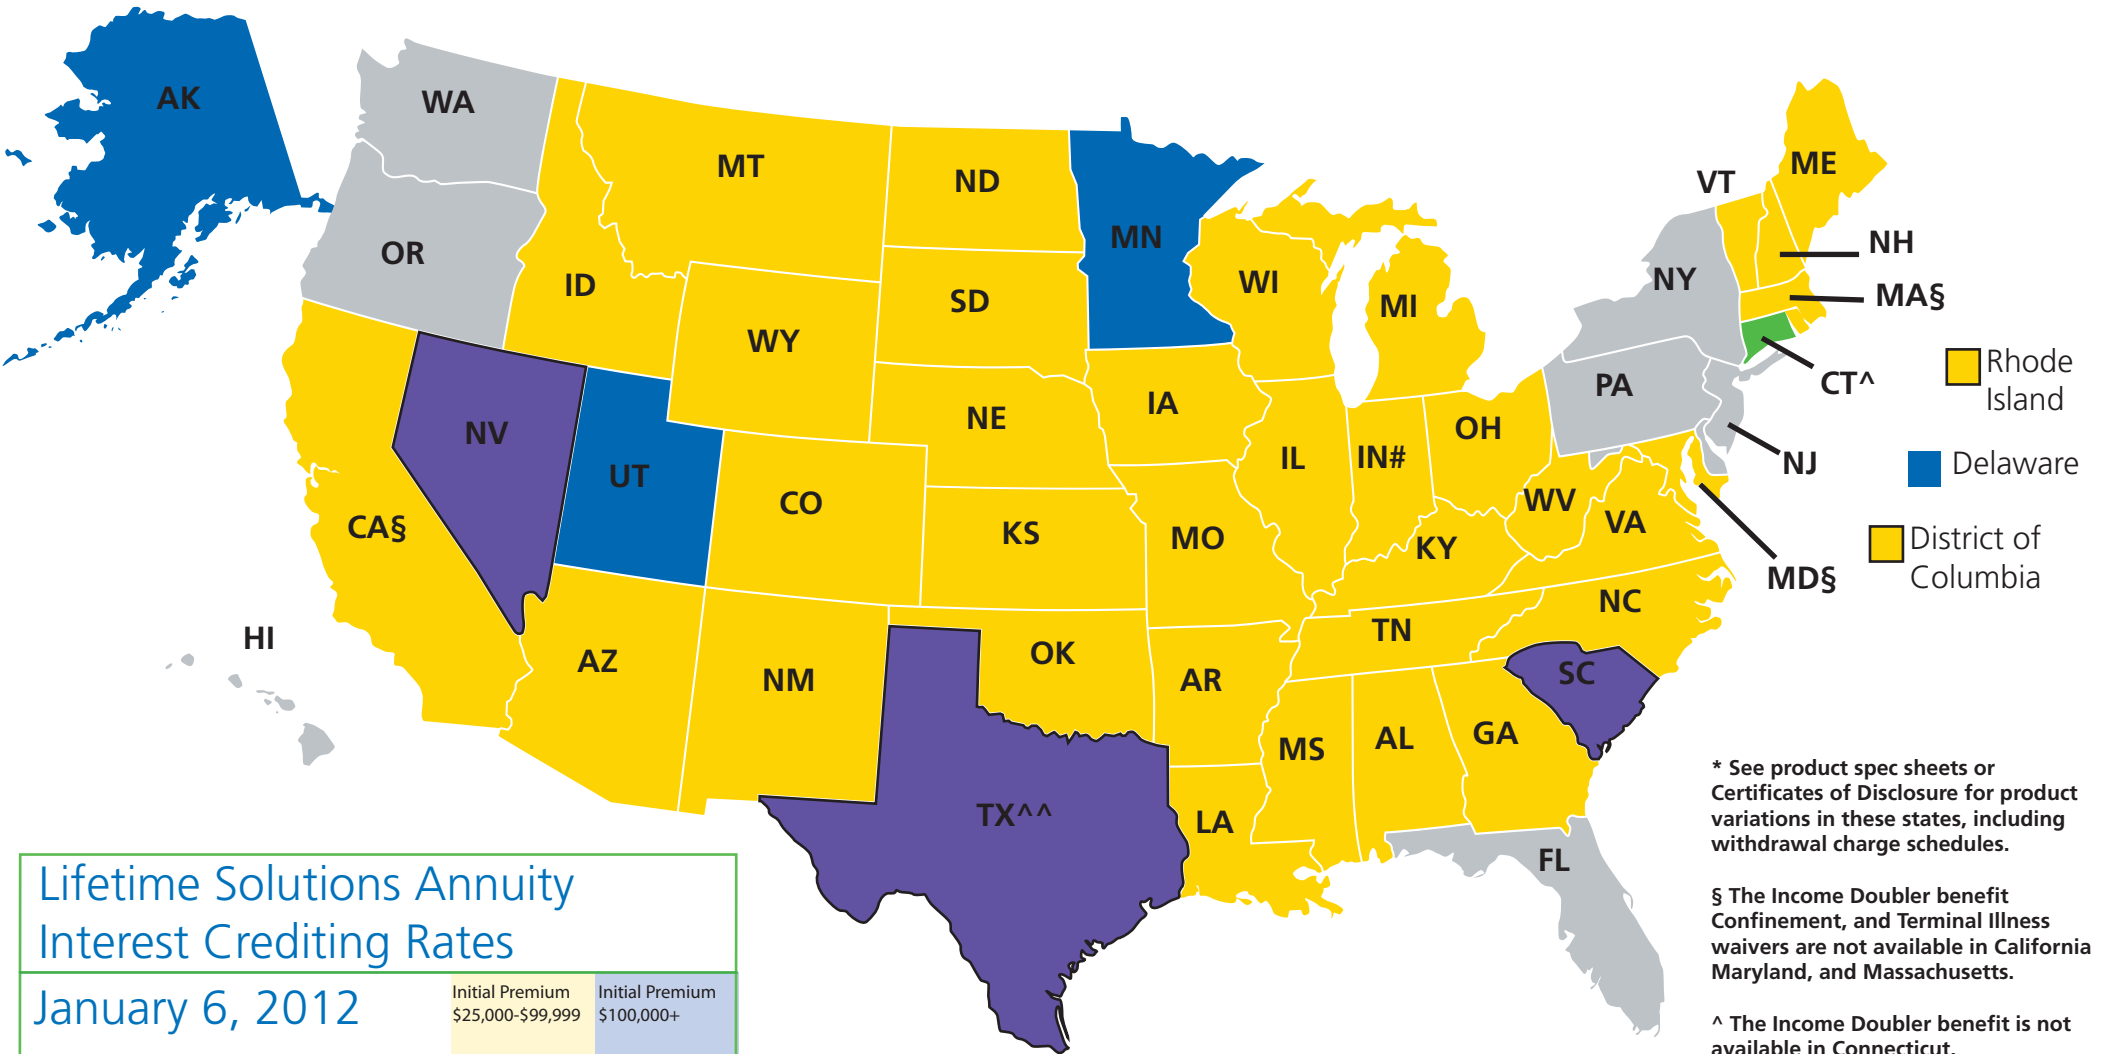 AK
WA
MT
ND
MN
ME
VT
OR
ID
WI
NH
MI
NY
MA§
SD
WY
Rhode
Island
CT^
PA
IA
NE
OH
NV
IL
IN#
NJ
Delaware
UT
CO
WV
CA§
KS
MO
VA
KY
District of
Columbia
MD§
NC
HI
TN
OK
AZ
NM
AR
SC
MS
AL
GA
TX^^
LA
FL
* See product spec sheets or
Certificates of Disclosure for product
variations in these states, including
withdrawal charge schedules.
§ The Income Doubler benefit
Confinement, and Terminal Illness
waivers are not available in California
Maryland, and Massachusetts.
^ The Income Doubler benefit is not
available in Connecticut.
Lifetime Solutions Annuity
Interest Crediting Rates
January 6, 2012
Initial Premium
$25,000-$99,999
Initial Premium
$100,000+